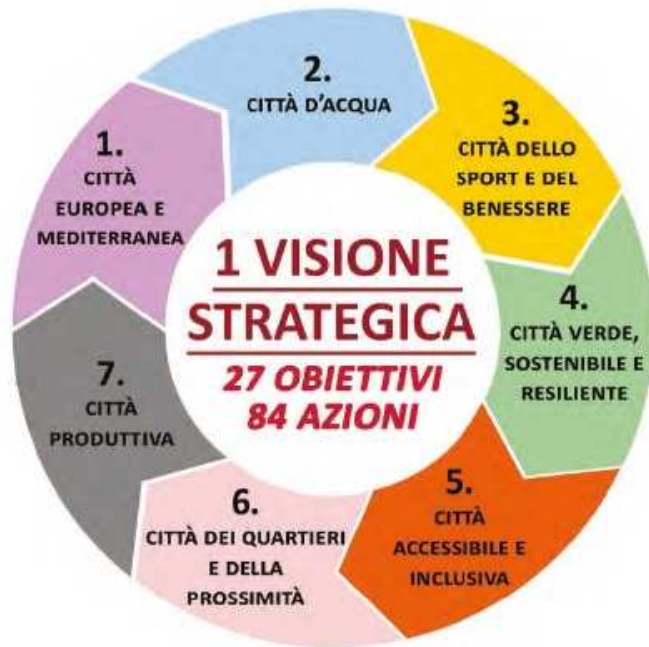 1.
CITTÀ
EUROPEA E
MEDITERRANEA
2.
CITTÀ D'ACQUA
3.
CITTÀ DELLO
SPORT E DEL
BENESSERE
4.
CITTÀ VERDE,
SOSTENIBILE E
RESILIENTE
5.
CITTÀ
ACCESSIBILE E
INCLUSIVA
6.
CITTÀ DEI QUARTIERI
E DELLA
PROSSIMITÀ
7.
CITTÀ
PRODUTTIVA
1 VISIONE
STRATEGICA
27 OBIETTIVI
84 AZIONI